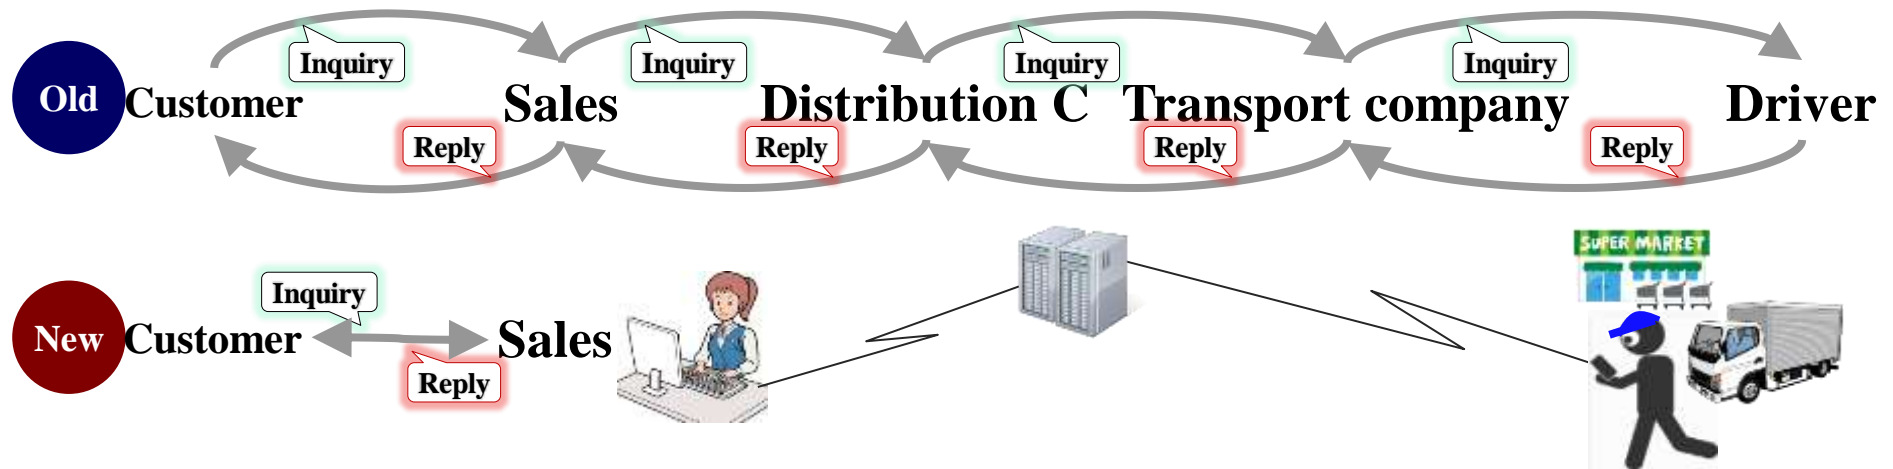 Inquiry
Inquiry
Inquiry
Inquiry
Old
Customer
Sales
Distribution C
Transport company
Driver
Reply
Reply
Reply
Reply
SUPER MARKET
Inquiry
New
Customer
Sales
Reply